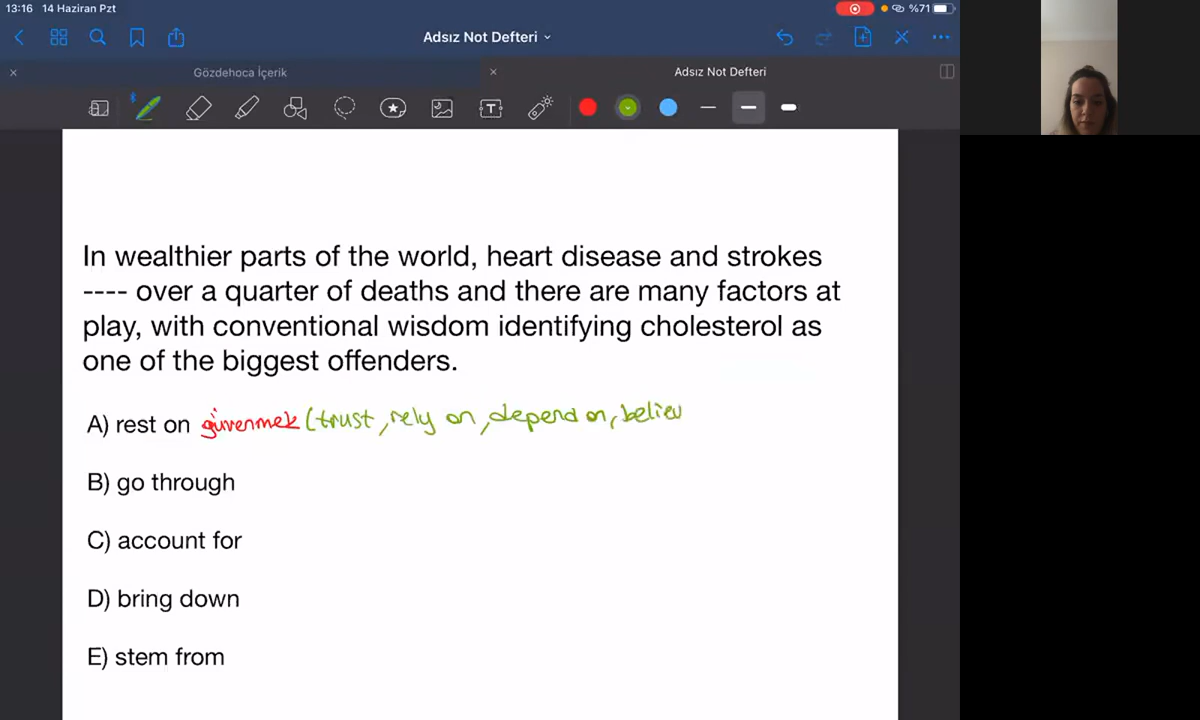 13:16 14 Haziran Pzt %71
Adsız Not Defteri
Gözdehoca İçerik
Adsız Not Defteri
In wealthier parts of the world, heart disease and strokes
---- over a quarter of deaths and there are many factors at
play, with conventional wisdom identifying cholesterol as
one of the biggest offenders.
A) rest on güvenmek (trust, rely on, depend on, believ
B) go through
C) account for
D) bring down
E) stem from